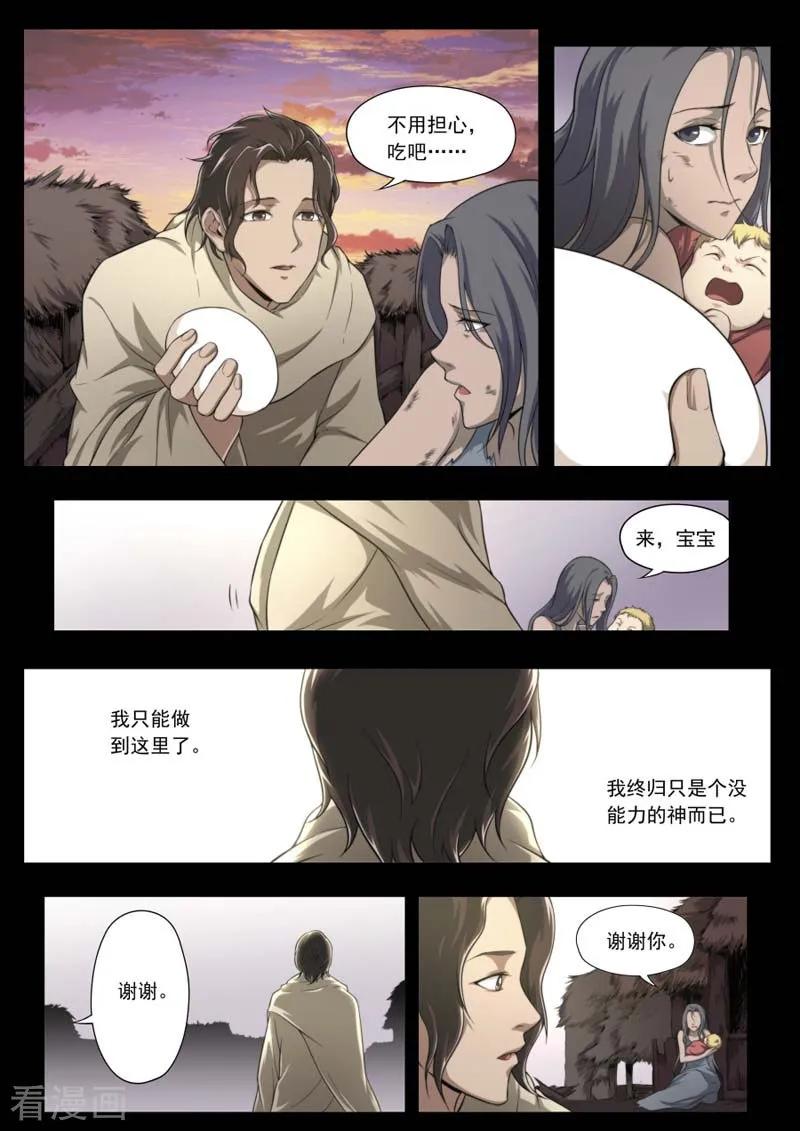 不用担心，
吃吧……
来，宝宝
我只能做
到这里了。
我终归只是个没
能力的神而已。
谢谢。
谢谢你。
看漫画